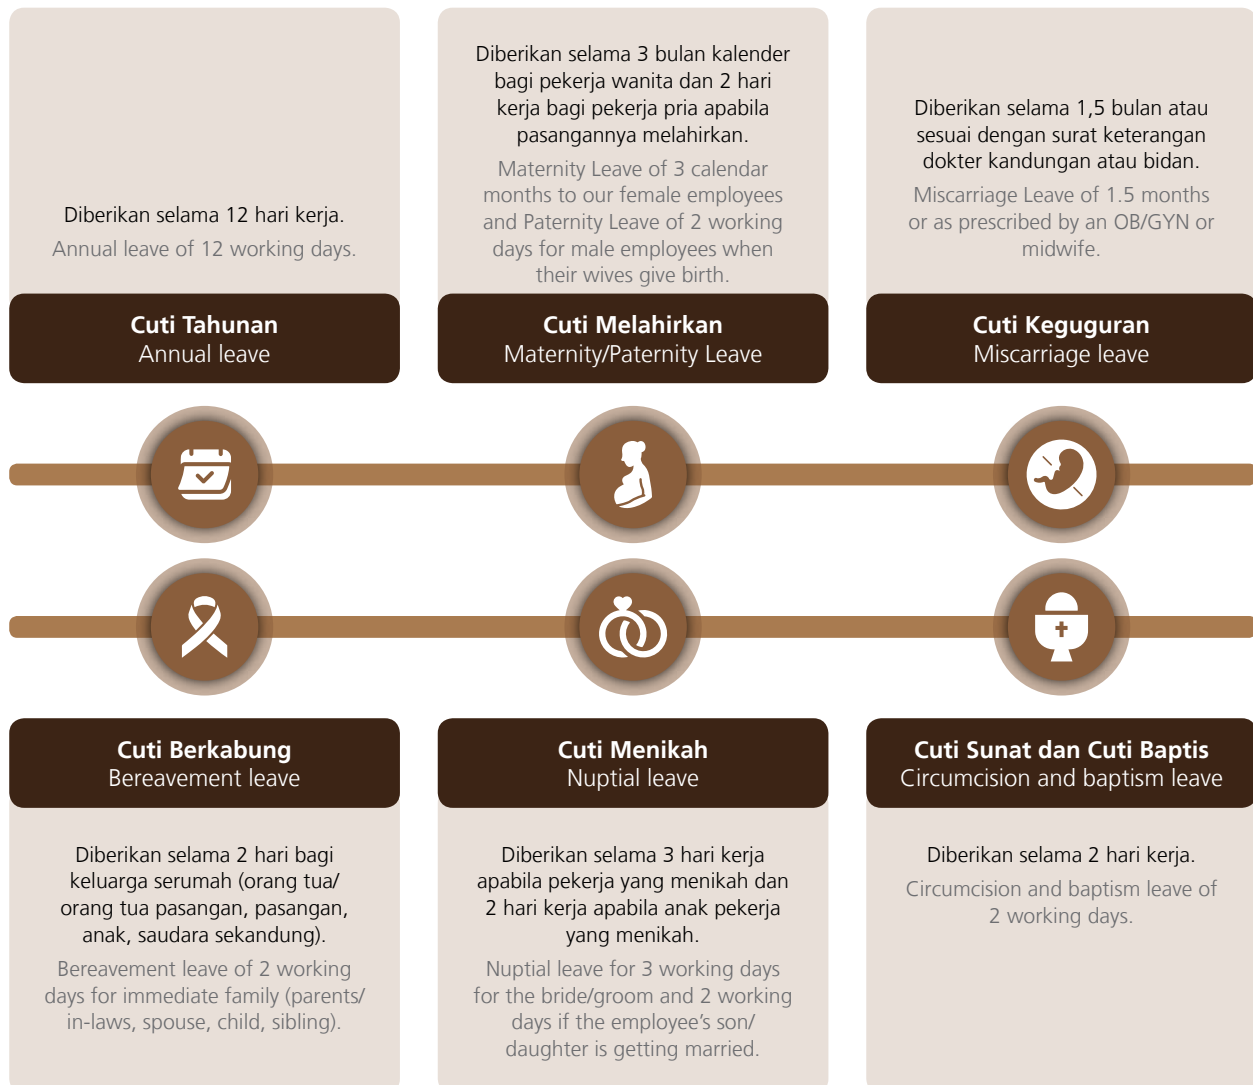 Diberikan selama 12 hari kerja.
Annual leave of 12 working days.
Cuti Tahunan
Annual leave
Diberikan selama 3 bulan kalender
bagi pekerja wanita dan 2 hari
kerja bagi pekerja pria apabila
pasangannya melahirkan.
Maternity Leave of 3 calendar
months to our female employees
and Paternity Leave of 2 working
days for male employees when
their wives give birth.
Cuti Melahirkan
Maternity/Paternity Leave
Diberikan selama 1,5 bulan atau
sesuai dengan surat keterangan
dokter kandungan atau bidan.
Miscarriage Leave of 1.5 months
or as prescribed by an OB/GYN or
midwife.
Cuti Keguguran
Miscarriage leave
Cuti Berkabung
Bereavement leave
Diberikan selama 2 hari bagi
keluarga serumah (orang tua/
orang tua pasangan, pasangan,
anak, saudara sekandung).
Bereavement leave of 2 working
days for immediate family (parents/
in-laws, spouse, child, sibling).
Cuti Menikah
Nuptial leave
Diberikan selama 3 hari kerja
apabila pekerja yang menikah dan
2 hari kerja apabila anak pekerja
yang menikah.
Nuptial leave for 3 working days
for the bride/groom and 2 working
days if the employee's son/
daughter is getting married.
Cuti Sunat dan Cuti Baptis
Circumcision and baptism leave
Diberikan selama 2 hari kerja.
Circumcision and baptism leave of
2 working days.